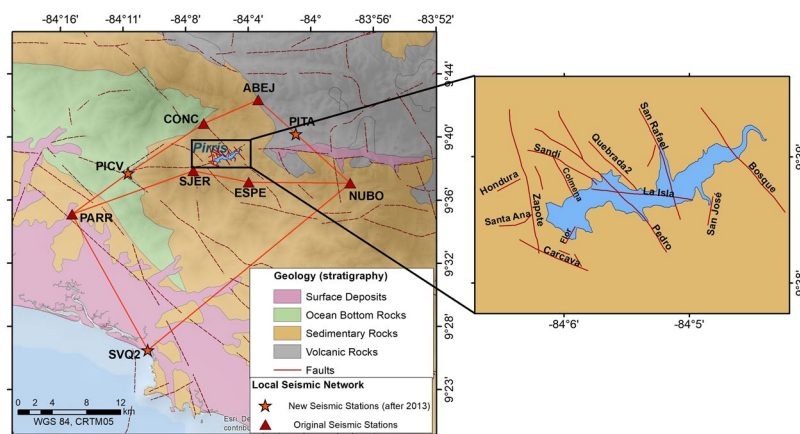 -84°16' -84°11' -84°8' -84°4' -84° -83°56' -83°52'
9°44'
ABEJ
CONC
PITA
9°40'
Pirris
PICV
SJER
ESPE
NUBO
9°36'
PARR
9°32'
Geology (stratigraphy)
Surface Deposits
Ocean Bottom Rocks
Sedimentary Rocks
Volcanic Rocks
Faults
9°28'
SVQ2
Local Seismic Network
New Seismic Stations (after 2013)
Original Seismic Stations
9°23'
0 2 4 8 12
km
WGS 84, CRTM05
Esri, De
contribu
San Rafael
Quebrada2
Sandi
Colmena
Bosque
Hondura
La Isla
Zapote
San José
Santa Ana
Pedro
Carcava
-84°6' -84°5'